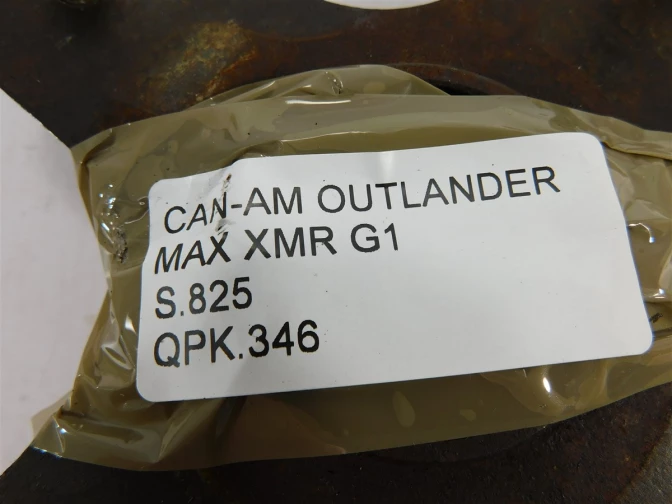 CAN-AM OUTLANDER
MAX XMR G1
S.825
QPK.346